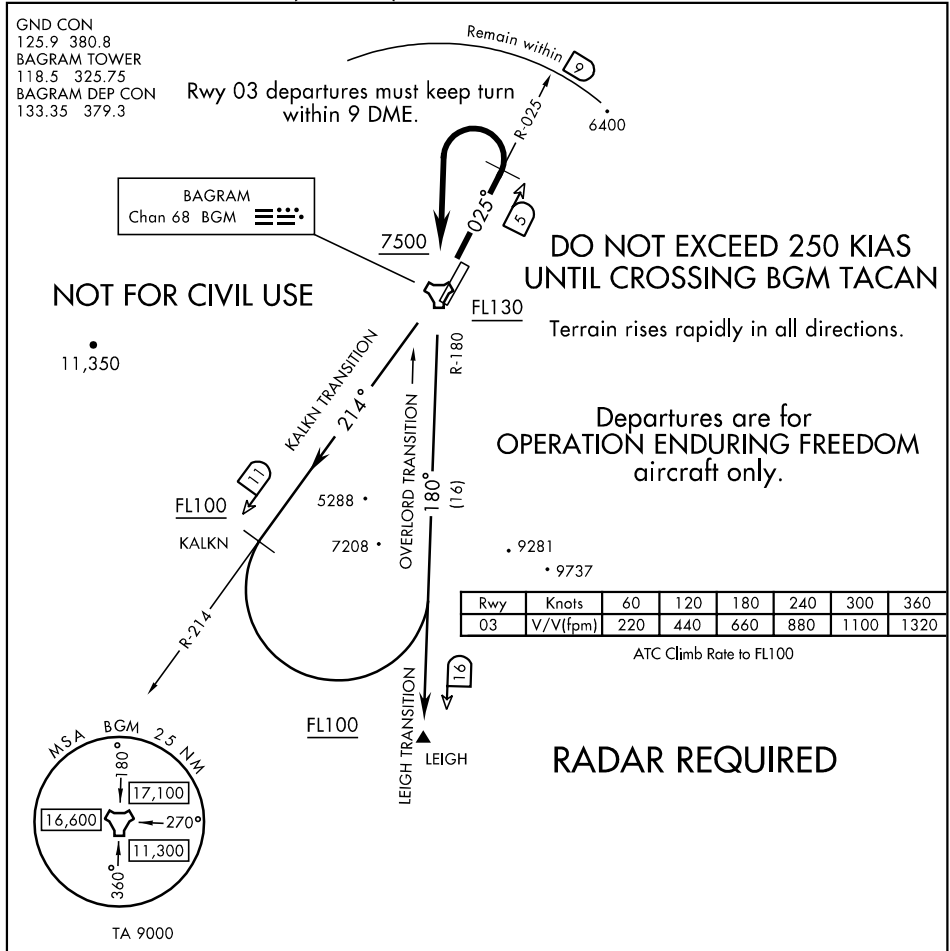 GND CON
125.9 380.8
BAGRAM TOWER
118.5 325.75
BAGRAM DEP CON
133.35 379.3
Rwy 03 departures must keep turn
within 9 DME.
Remain within 9
R-025
6400
BAGRAM
Chan 68 BGM
025°
5
7500
DO NOT EXCEED 250 KIAS
UNTIL CROSSING BGM TACAN
NOT FOR CIVIL USE
FL130
Terrain rises rapidly in all directions.
11,350
R-180
KALKN TRANSITION
214°
OVERLORD TRANSITION
180°
(16)
Departures are for
OPERATION ENDURING FREEDOM
aircraft only.
11
FL100
KALKN
5288
7208
9281
9737
Rwy Knots 60 120 180 240 300 360
03 V/V(fpm) 220 440 660 880 1100 1320
ATC Climb Rate to FL100
R-214
16
FL100
LEIGH TRANSITION
LEIGH
RADAR REQUIRED
MSA BGM 25 NM
180°
17,100
16,600
270°
11,300
360°
TA 9000